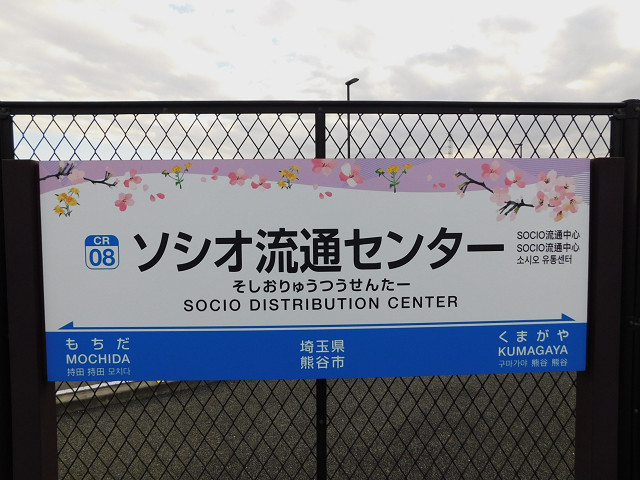 CR
08
ソシオ流通センター
SOCIO流通中心
SOCIO流通中心
소시오 유통센터
そしおりゅうつうせんたー
SOCIO DISTRIBUTION CENTER
もちだ
MOCHIDA
持田 持田 모치다
埼玉県
熊谷市
くまがや
KUMAGAYA
구마가야 熊谷 熊谷